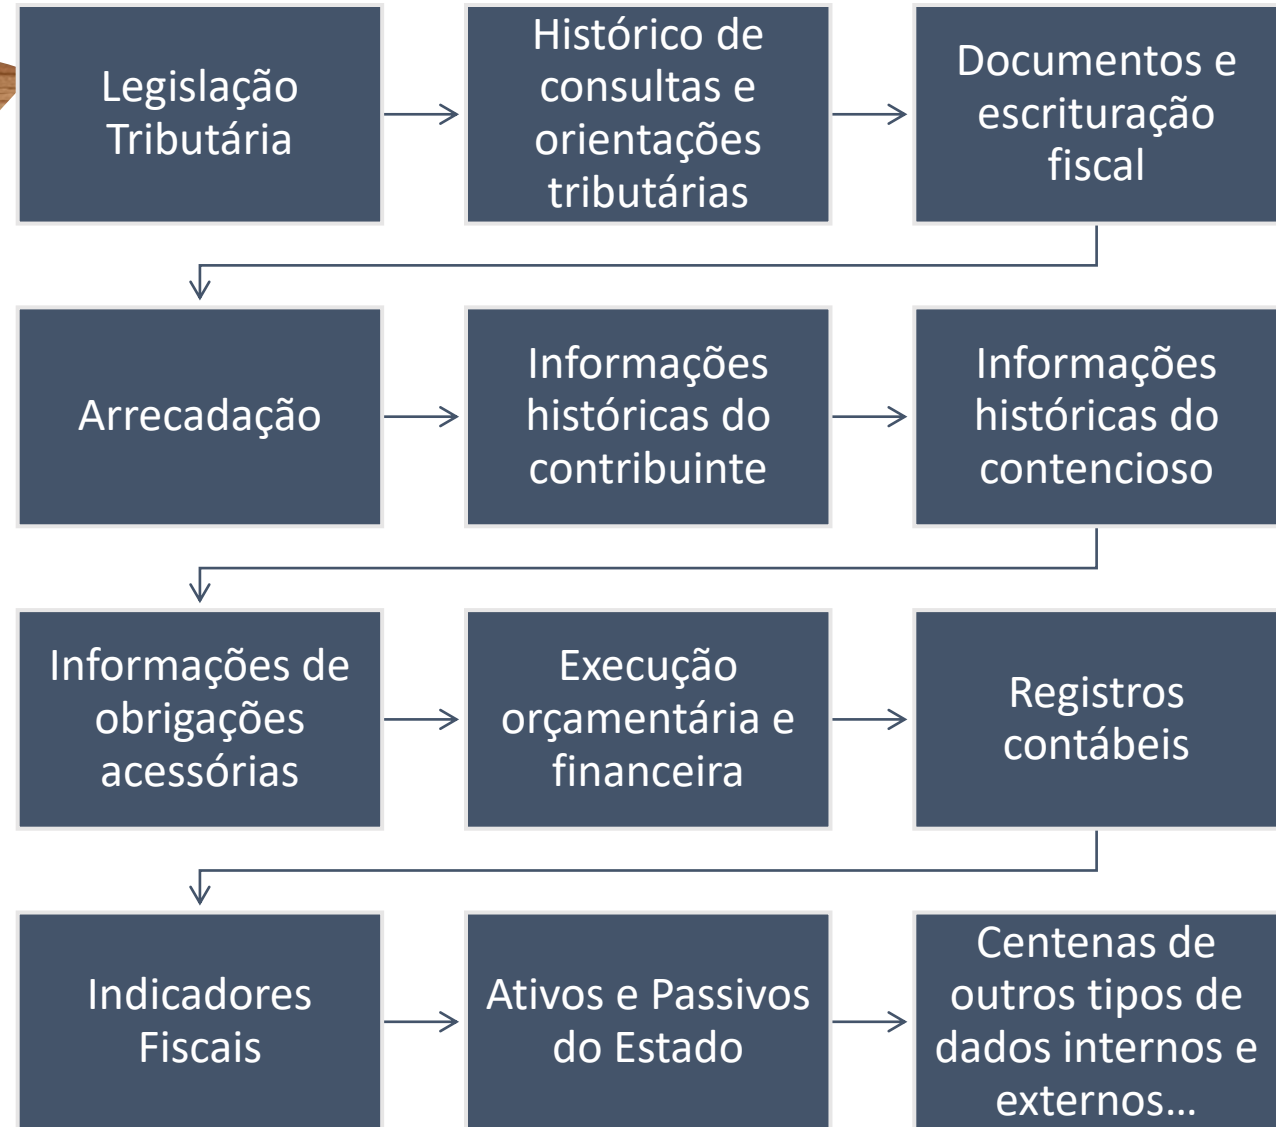 Legislação
Tributária
Histórico de
consultas e
orientações
tributárias
Documentos e
escrituração
fiscal
Arrecadação
Informações
históricas do
contribuinte
Informações
históricas do
contencioso
Informações de
obrigações
acessórias
Execução
orçamentária e
financeira
Registros
contábeis
Indicadores
Fiscais
Ativos e Passivos
do Estado
Centenas de
outros tipos de
dados internos e
externos...